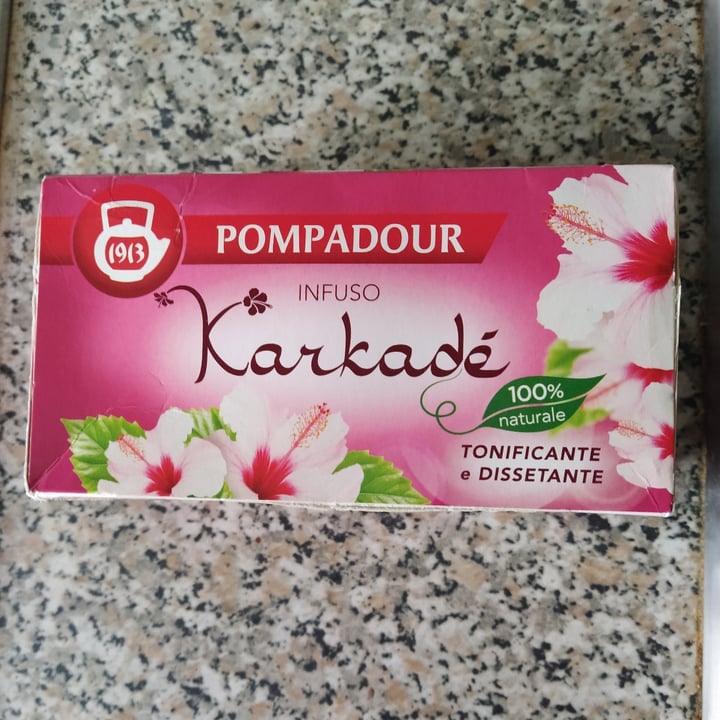 1913
POMPADOUR
INFUSO
Karkadé
100%
naturale
TONIFICANTE
e DISSETANTE